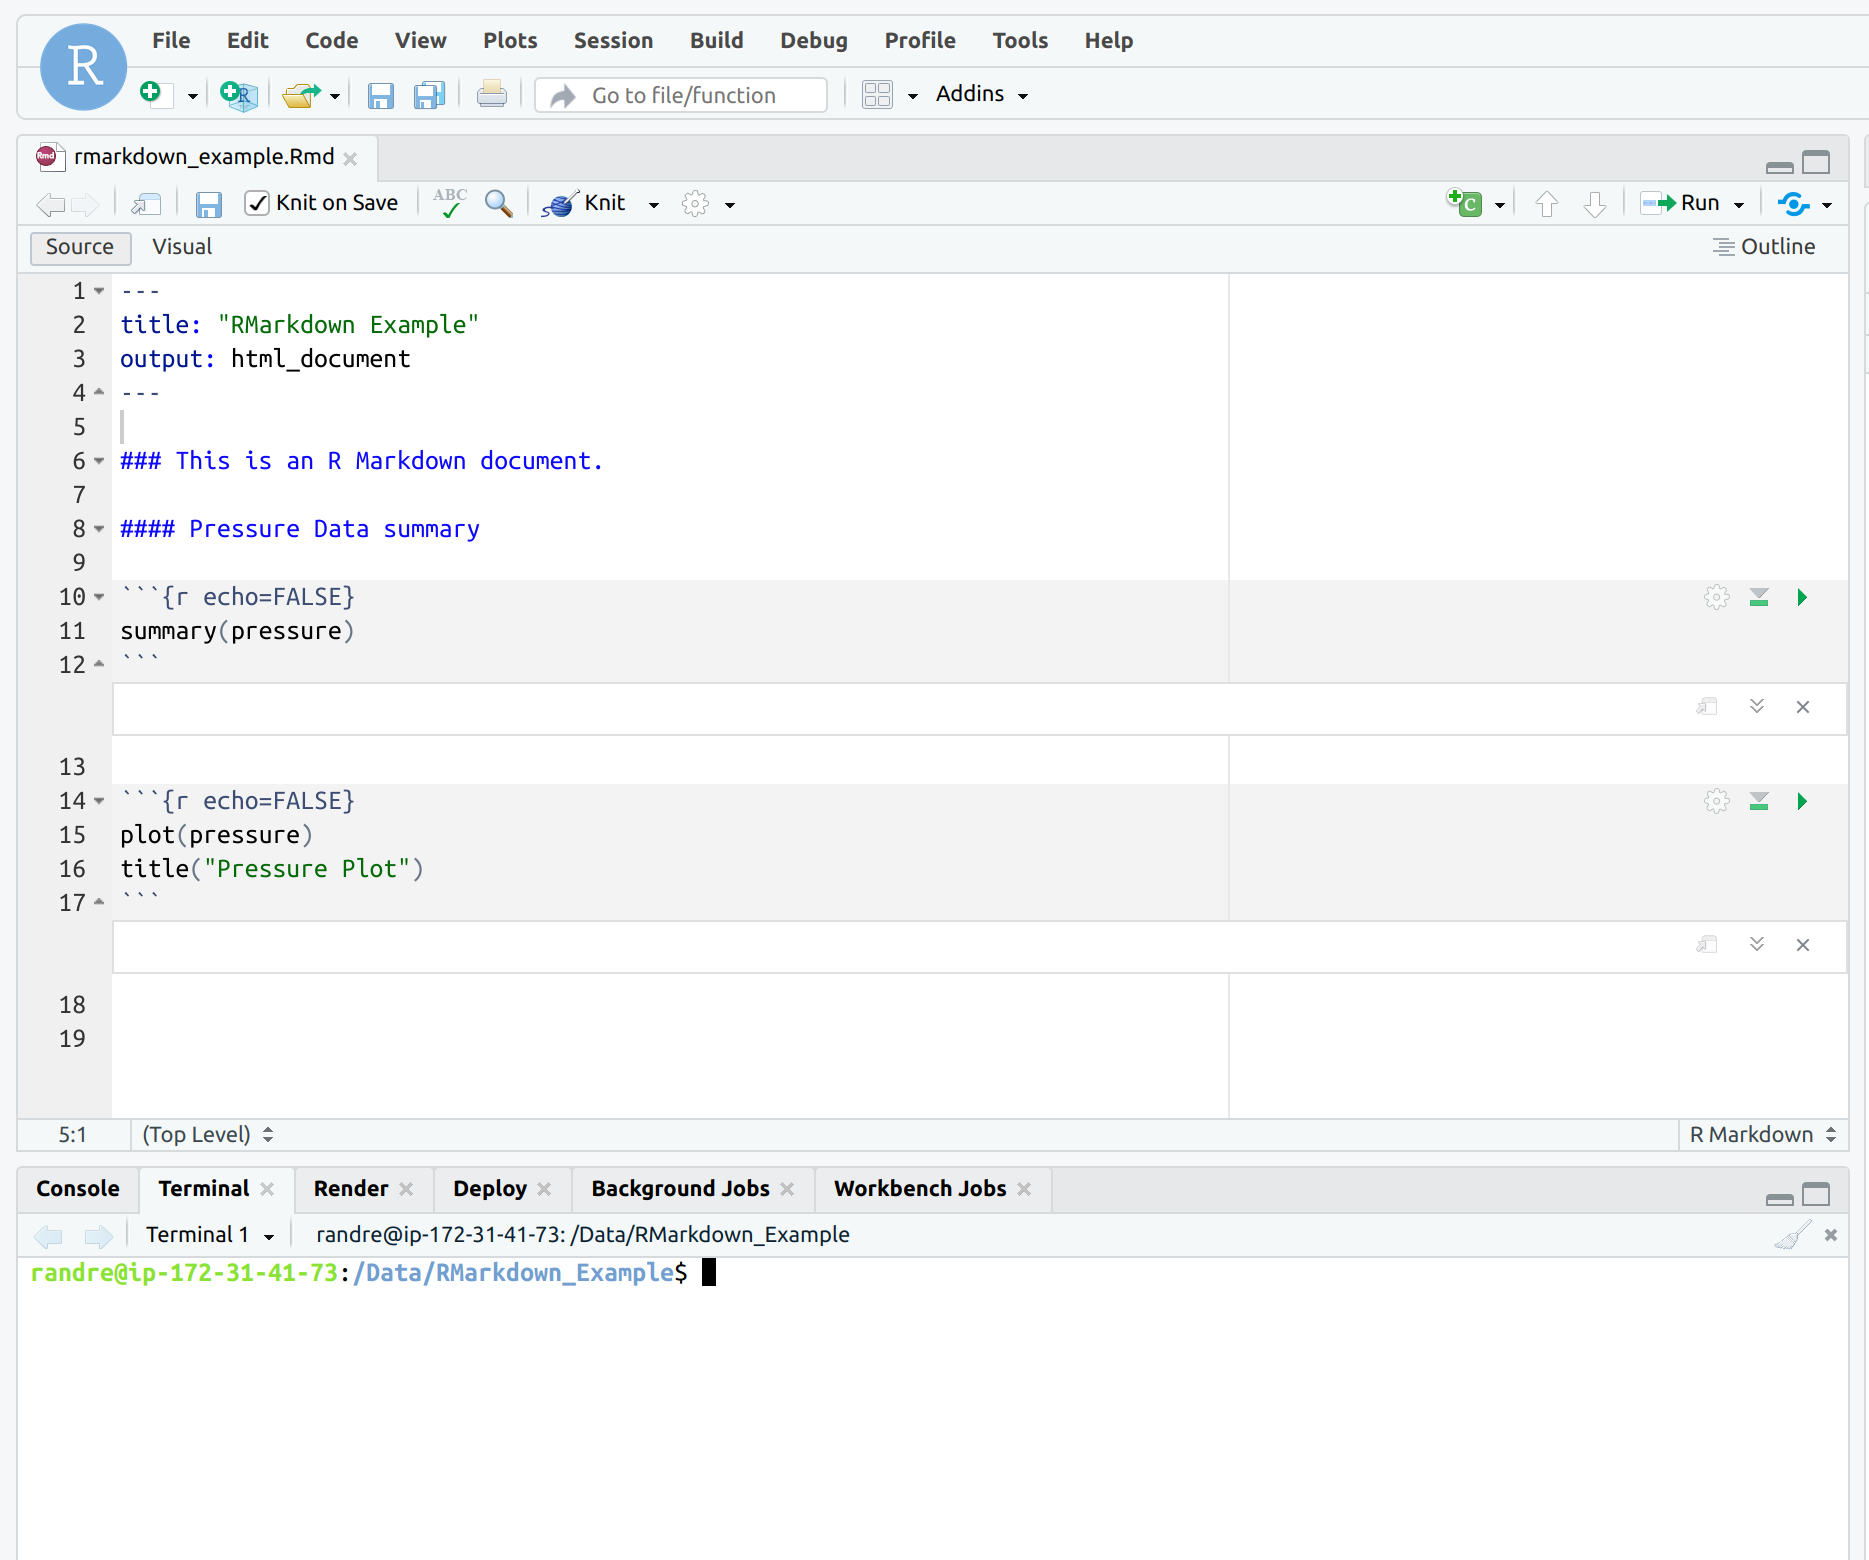 R
File Edit Code View Plots Session Build Debug Profile Tools Help
R Go to file/function Addins
Rmd rmarkdown_example.Rmd
Knit on Save ABC Knit C Run
Source Visual Outline
1 ---
2 title: "RMarkdown Example"
3 output: html_document
4 ---
5
6 ### This is an R Markdown document.
7
8 #### Pressure Data summary
9
10 ```{r echo=FALSE}
11 summary(pressure)
12 ```
13
14 ```{r echo=FALSE}
15 plot(pressure)
16 title("Pressure Plot")
17 ```
18
19
5:1 (Top Level) R Markdown
Console Terminal Render Deploy Background Jobs Workbench Jobs
Terminal 1 randre@ip-172-31-41-73: /Data/RMarkdown_Example
randre@ip-172-31-41-73:/Data/RMarkdown_Example$